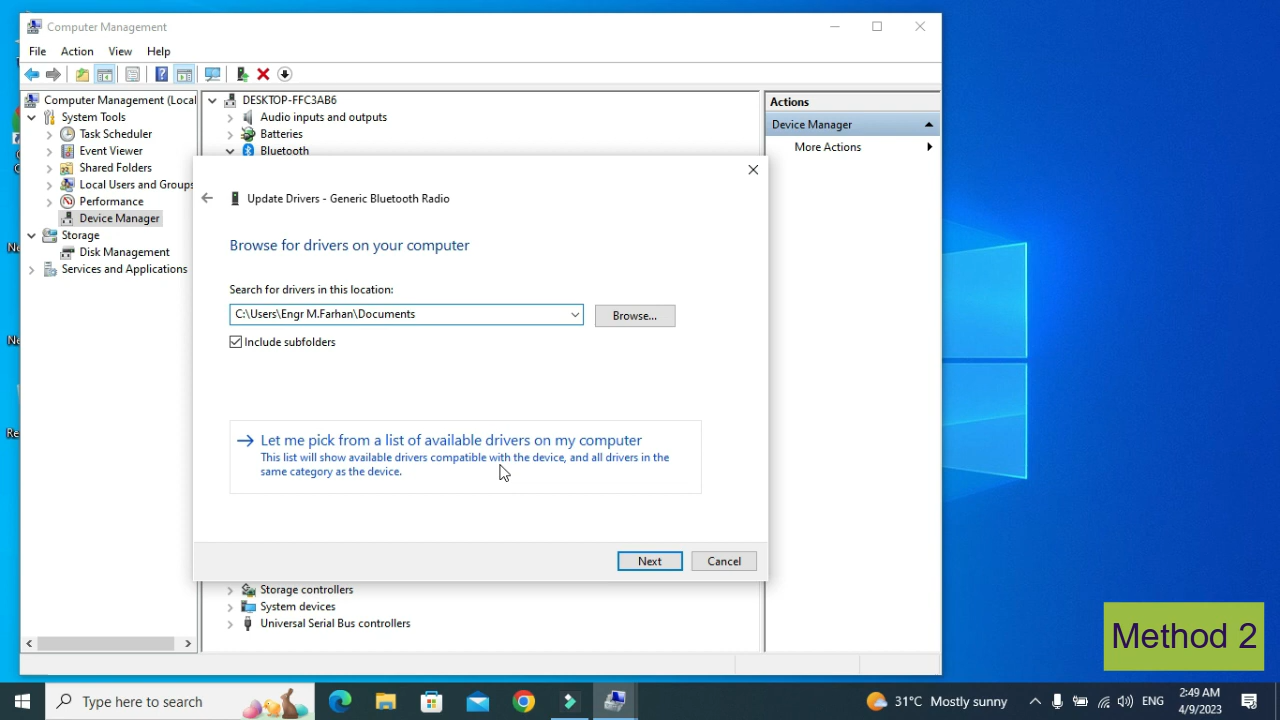 Computer Management
File Action View Help
Computer Management (Local
System Tools
Task Scheduler
Event Viewer
Shared Folders
Local Users and Groups
Performance
Device Manager
Storage
Disk Management
Services and Applications
DESKTOP-FFC3AB6
Audio inputs and outputs
Batteries
Bluetooth
Actions
Device Manager
More Actions
Update Drivers - Generic Bluetooth Radio
Browse for drivers on your computer
Search for drivers in this location:
C:\Users\Engr M.Farhan\Documents
Browse...
Include subfolders
Let me pick from a list of available drivers on my computer
This list will show available drivers compatible with the device, and all drivers in the
same category as the device.
Next Cancel
Storage controllers
System devices
Universal Serial Bus controllers
Method 2
Type here to search
31°C Mostly sunny
ENG
2:49 AM
4/9/2023